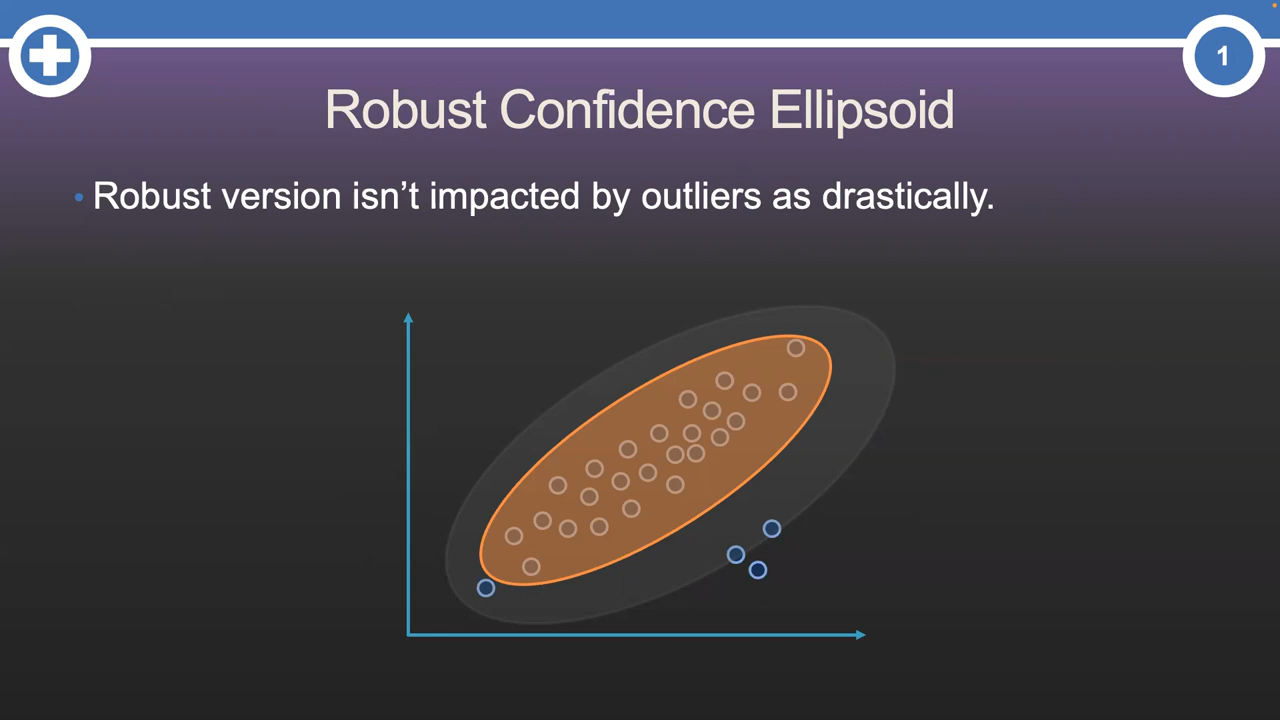 1
Robust Confidence Ellipsoid
• Robust version isn’t impacted by outliers as drastically.